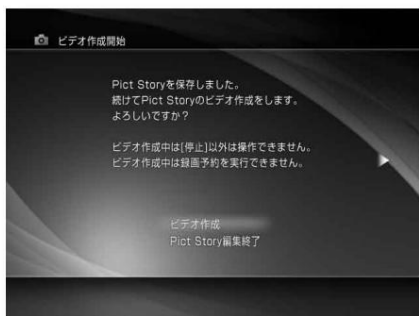 ビデオ作成開始
Pict Storyを保存しました。
続けてPict Storyのビデオ作成をします。
よろしいですか？
ビデオ作成中は[停止]以外は操作できません。
ビデオ作成中は録画予約を実行できません。
ビデオ作成
Pict Story編集終了